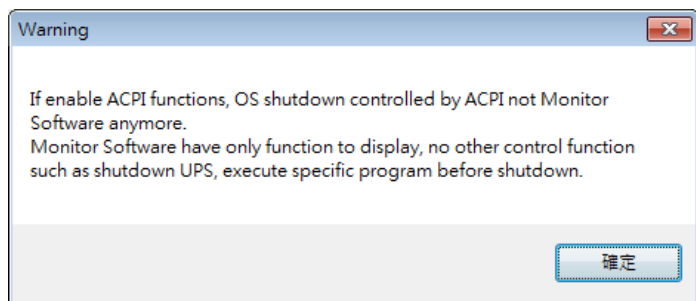 Warning
If enable ACPI functions, OS shutdown controlled by ACPI not Monitor
Software anymore.
Monitor Software have only function to display, no other control function
such as shutdown UPS, execute specific program before shutdown.
確定